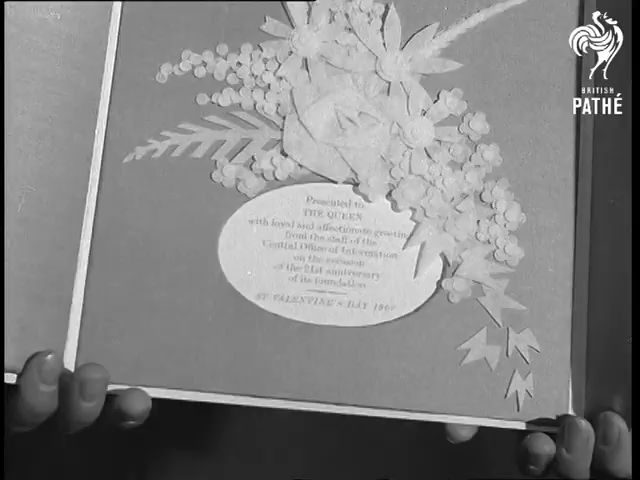 BRITISH
PATHÉ
Presented to
THE QUEEN
with loyal and affectionate greetings
from the staff of the
Central Office of Information
on the occasion
of the 21st anniversary
of its foundation
ST VALENTINE'S DAY